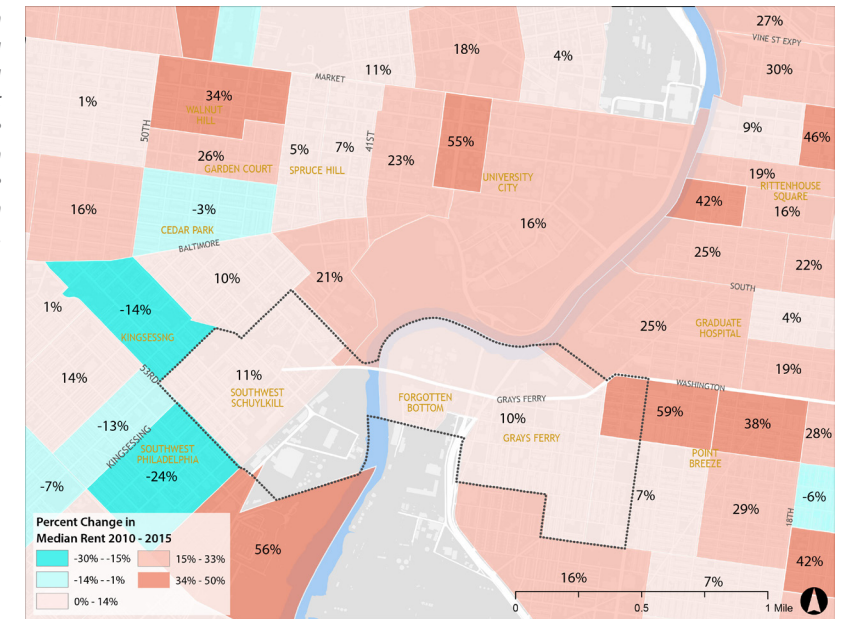 27%
VINE ST EXPY
18%
4%
11%
MARKET
30%
1%
34%
WALNUT
HILL
50TH
26%
GARDEN COURT
5%
7%
SPRUCE HILL
41ST
23%
55%
UNIVERSITY
CITY
9%
46%
19%
RITTENHOUSE
SQUARE
42%
16%
16%
-3%
CEDAR PARK
BALTIMORE
16%
25%
22%
10%
21%
SOUTH
1%
-14%
KINGSESSNG
4%
25%
GRADUATE
HOSPITAL
19%
14%
53RD
11%
SOUTHWEST
SCHUYLKILL
FORGOTTEN
BOTTOM
GRAYS FERRY
WASHINGTON
10%
GRAYS FERRY
59%
38%
28%
-13%
KINGSESSING
SOUTHWEST
PHILADELPHIA
-24%
POINT
BREEZE
-7%
7%
29%
-6%
18TH
56%
42%
16%
7%
Percent Change in
Median Rent 2010 - 2015
-30% - -15%
15% - 33%
-14% - -1%
34% - 50%
0% - 14%
0
0.5
1
Mile